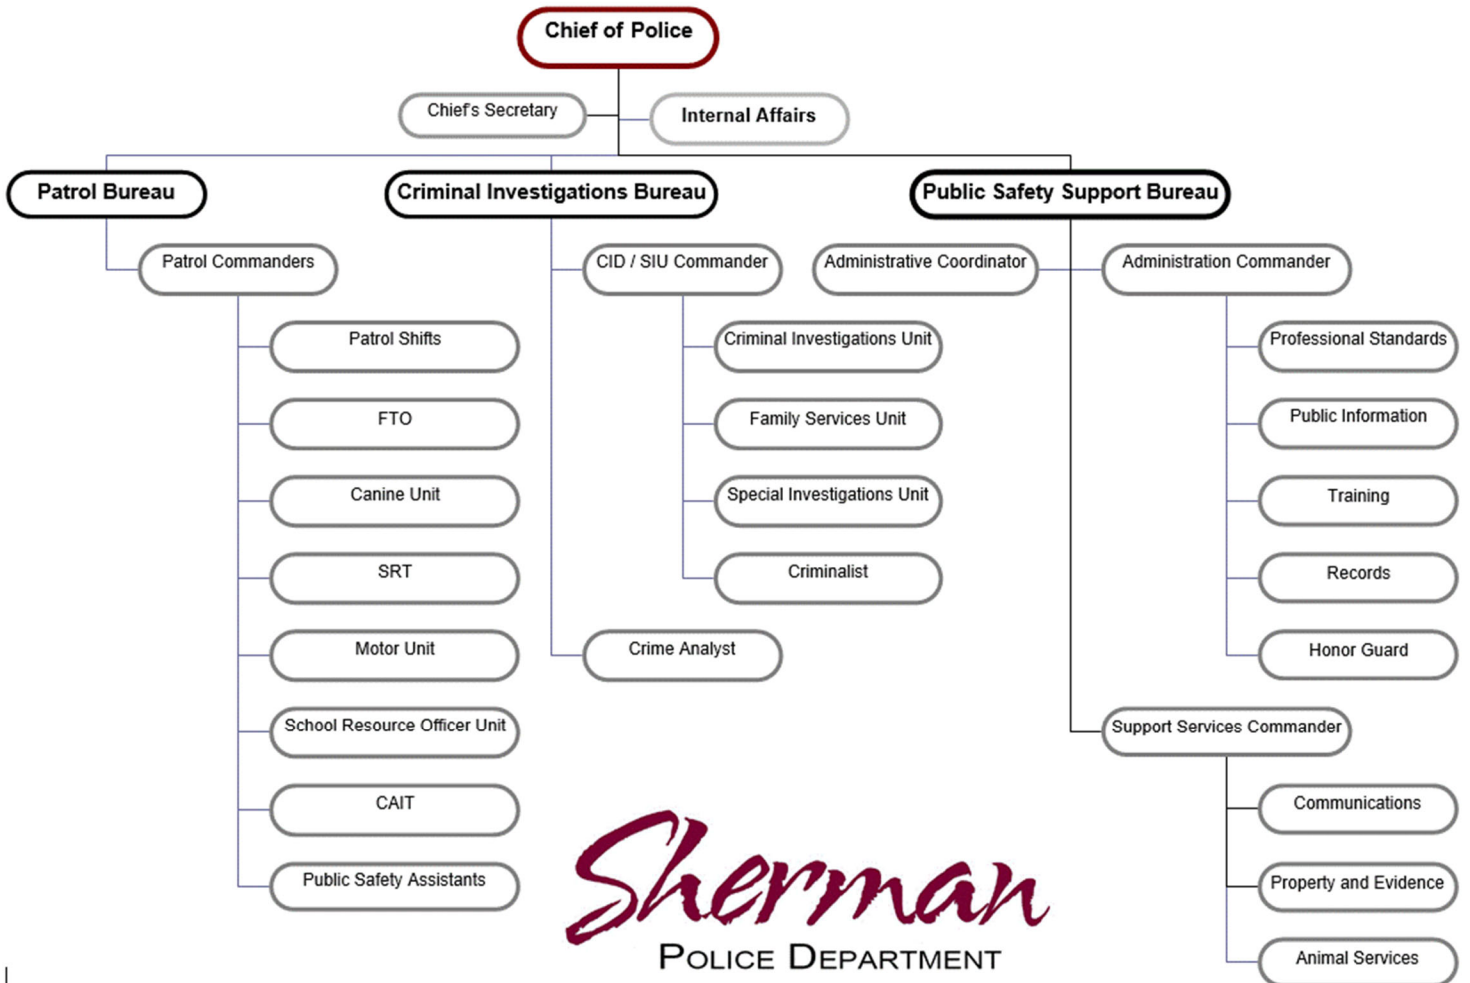 Chief of Police
Chief's Secretary
Internal Affairs
Patrol Bureau
Criminal Investigations Bureau
Public Safety Support Bureau
Patrol Commanders
CID / SIU Commander
Administrative Coordinator
Administration Commander
Patrol Shifts
Criminal Investigations Unit
Professional Standards
FTO
Family Services Unit
Public Information
Canine Unit
Special Investigations Unit
Training
SRT
Criminalist
Records
Motor Unit
Crime Analyst
Honor Guard
School Resource Officer Unit
Support Services Commander
CAIT
Communications
Public Safety Assistants
Property and Evidence
Animal Services
Sherman
POLICE DEPARTMENT